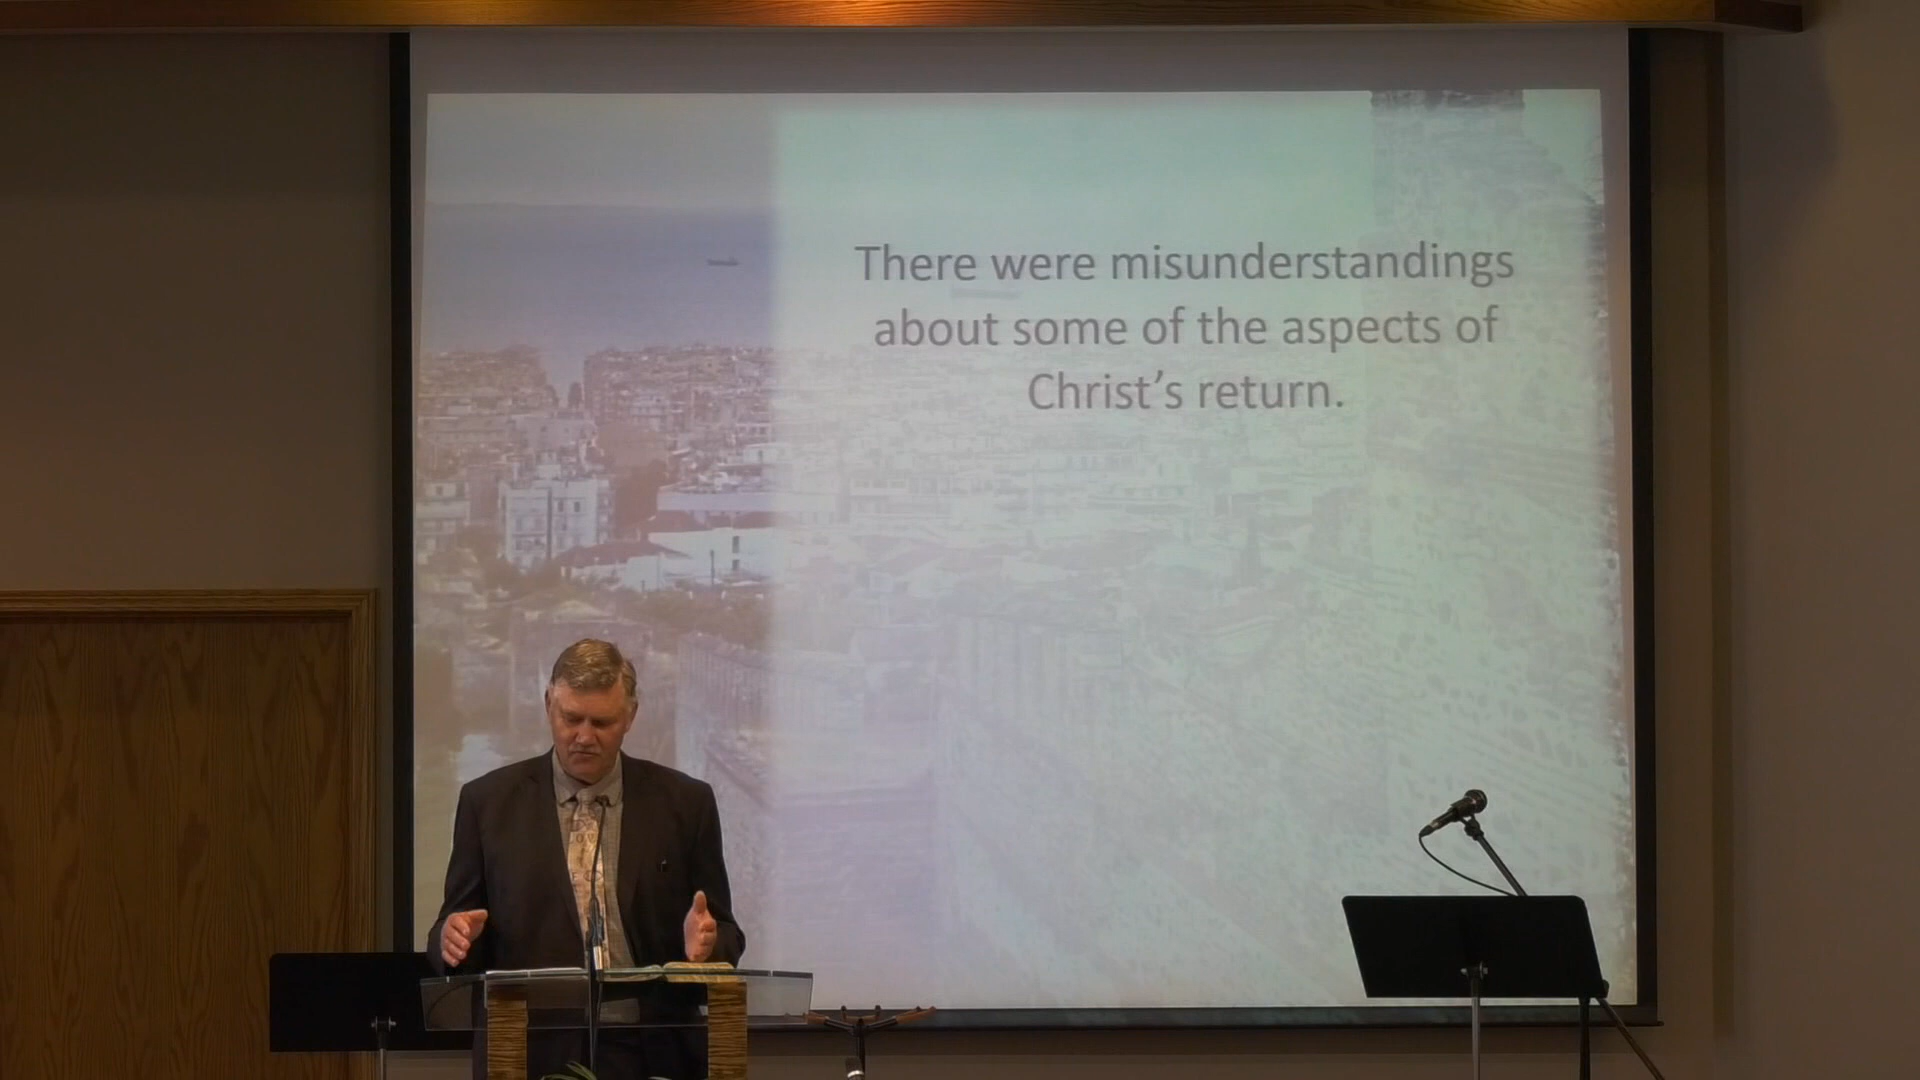 There were misunderstandings
about some of the aspects of
Christ’s return.